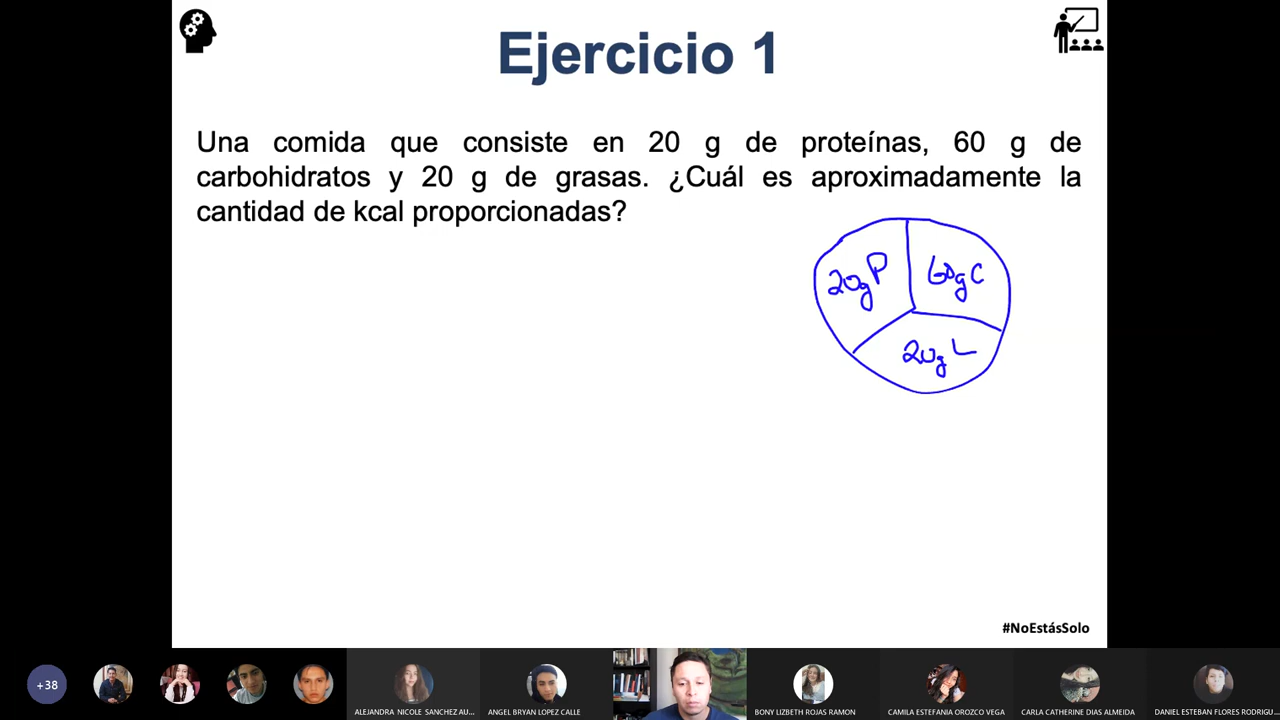 Ejercicio 1
Una comida que consiste en 20 g de proteínas, 60 g de
carbohidratos y 20 g de grasas. ¿Cuál es aproximadamente la
cantidad de kcal proporcionadas?
20g P
60g C
20g L
#NoEstásSolo
+38
ALEJANDRA NICOLE SANCHEZ AU...
ANGEL BRYAN LOPEZ CALLE
BONY LIZBETH ROJAS RAMON
CAMILA ESTEFANIA OROZCO VEGA
CARLA CATHERINE DIAS ALMEIDA
DANIEL ESTEBAN FLORES RODRIGU...